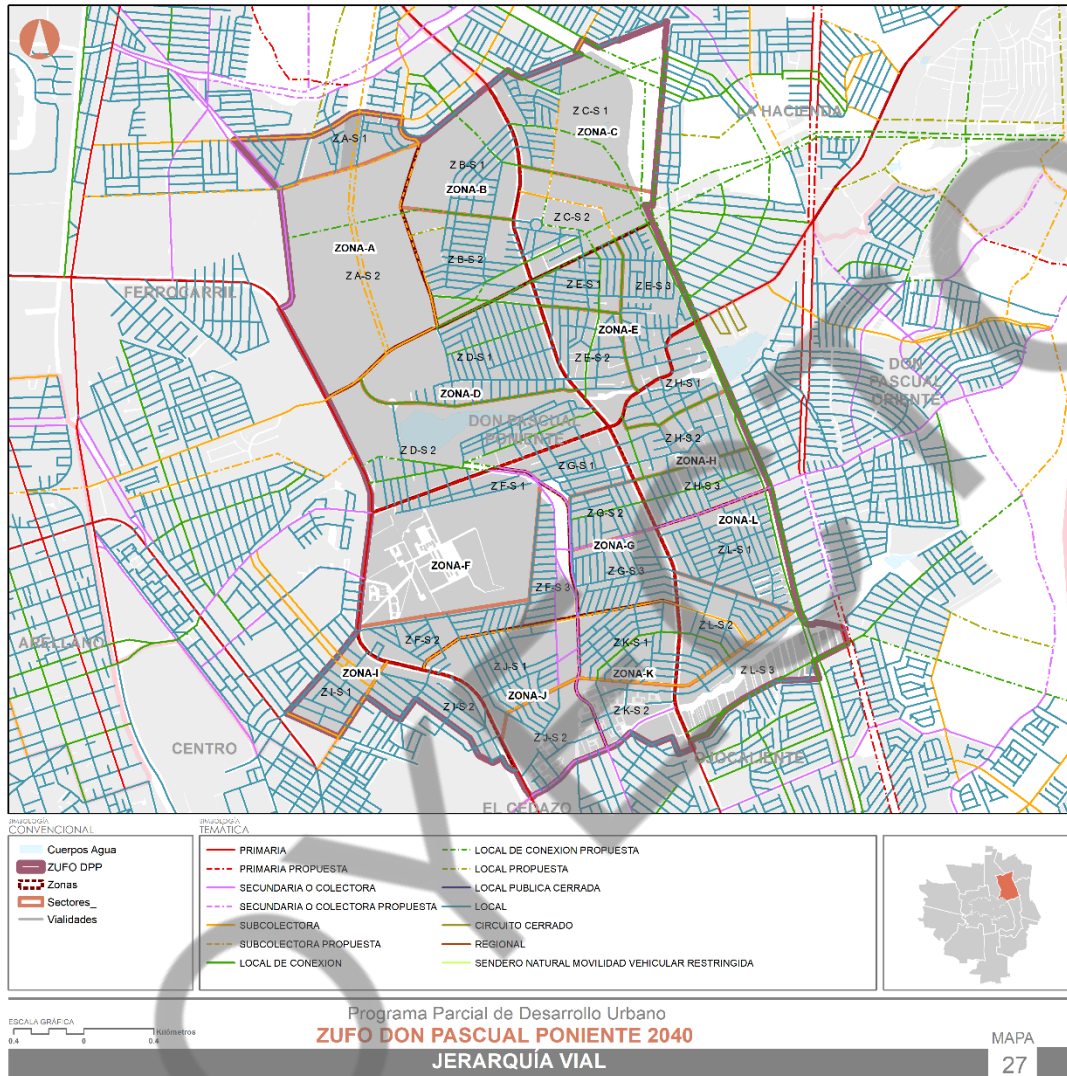 LA HACIENDA
Z C-S 1
ZONA-C
Z A-S 1
Z B-S 1
ZONA-B
Z C-S 2
ZONA-A
Z B-S 2
Z A-S 2
Z E-S 1
Z E-S 3
FERROCARRIL
ZONA-E
Z D-S 1
Z E-S 2
DON
PASCUAL
ORIENTE
Z H-S 1
ZONA-D
DON PASCUAL
PONIENTE
Z D-S 2
Z H-S 2
Z G-S 1
ZONA-H
Z F-S 1
Z H-S 3
Z G-S 2
ZONA-L
ZONA-G
Z L-S 1
ZONA-F
Z G-S 3
Z F-S 3
Z L-S 2
ARELLANO
Z F-S 2
Z K-S 1
Z J-S 1
Z L-S 3
ZONA-I
ZONA-K
Z I-S 1
ZONA-J
Z I-S 2
Z K-S 2
Z J-S 2
CENTRO
OJOCALIENTE
EL CEDAZO
SIMBOLOGÍA
CONVENCIONAL
Cuerpos Agua
ZUFO DPP
Zonas
Sectores_
Vialidades
SIMBOLOGÍA
TEMATICA
PRIMARIA
PRIMARIA PROPUESTA
SECUNDARIA O COLECTORA
SECUNDARIA O COLECTORA PROPUESTA
SUBCOLECTORA
SUBCOLECTORA PROPUESTA
LOCAL DE CONEXION
LOCAL DE CONEXION PROPUESTA
LOCAL PROPUESTA
LOCAL PUBLICA CERRADA
LOCAL
CIRCUITO CERRADO
REGIONAL
SENDERO NATURAL MOVILIDAD VEHICULAR RESTRINGIDA
ESCALA GRÁFICA
Kilómetros
0.4 0 0.4
Programa Parcial de Desarrollo Urbano
ZUFO DON PASCUAL PONIENTE 2040
JERARQUÍA VIAL
MAPA
27